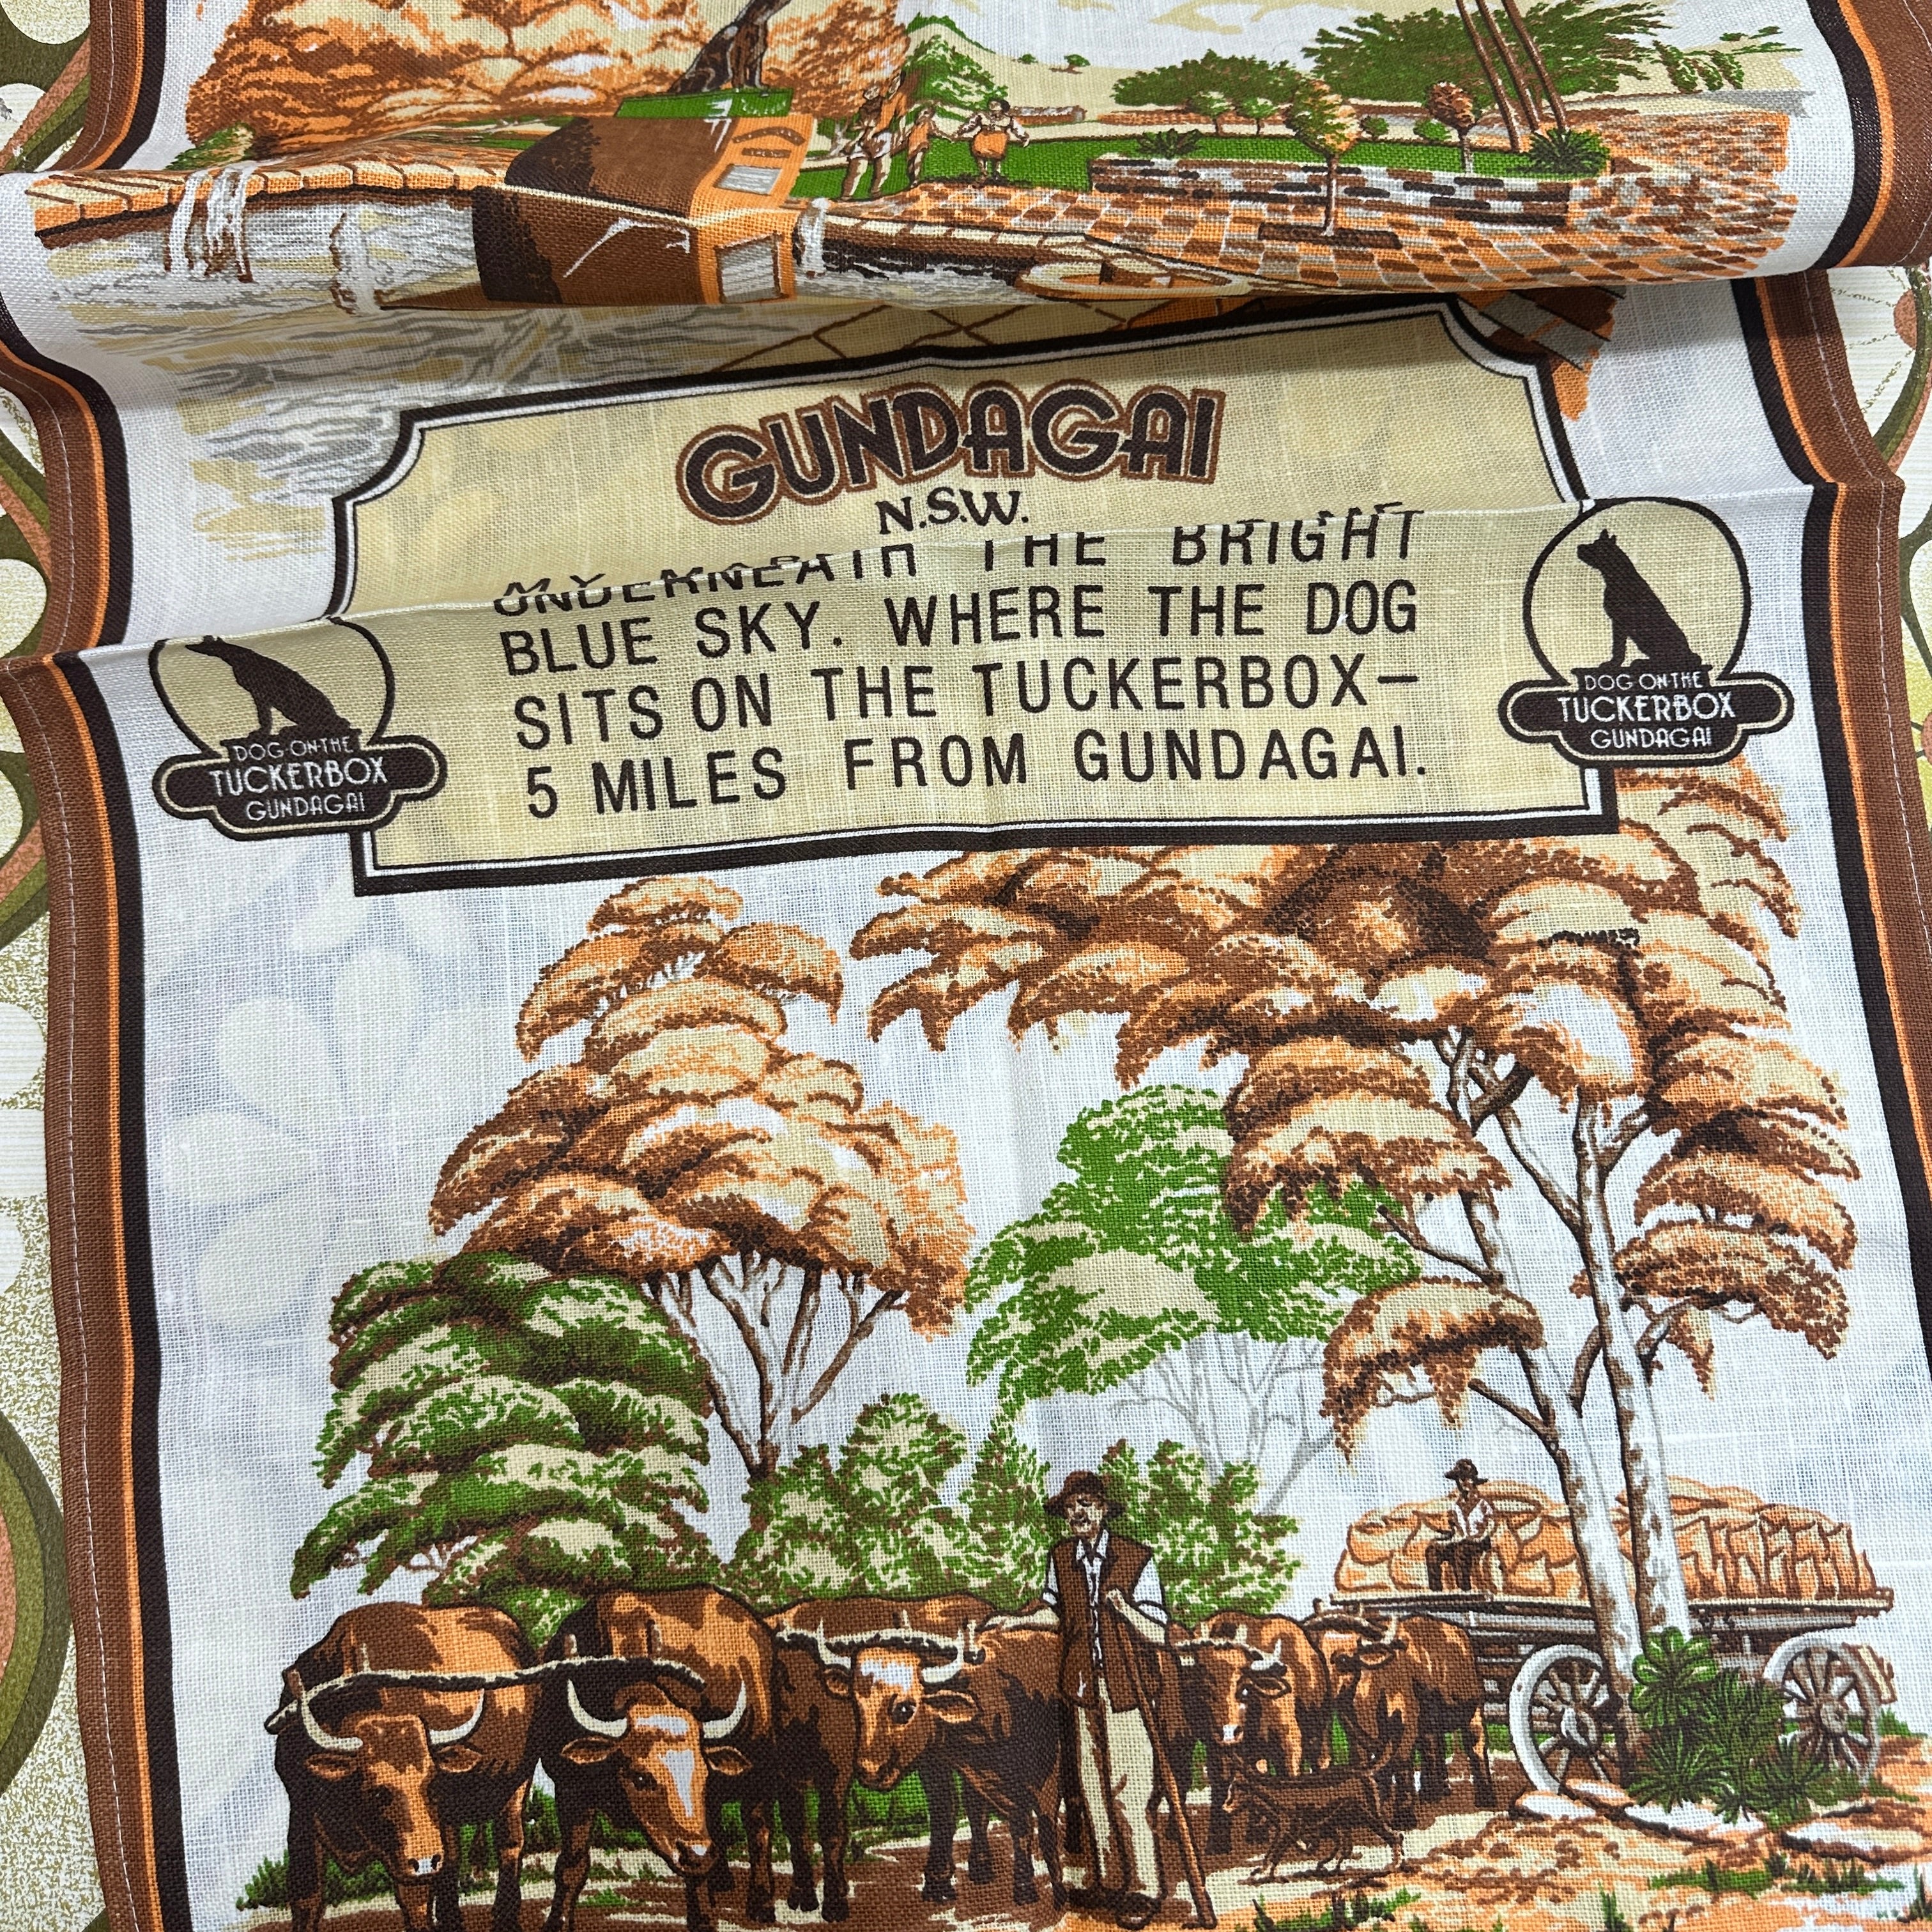 GUNDAGAI
N.S.W.
UNDERNEATH THE BRIGHT
BLUE SKY. WHERE THE DOG
SITS ON THE TUCKERBOX—
5 MILES FROM GUNDAGAI.
DOG ON THE
TUCKERBOX
GUNDAGAI
DOG ON THE
TUCKERBOX
GUNDAGAI